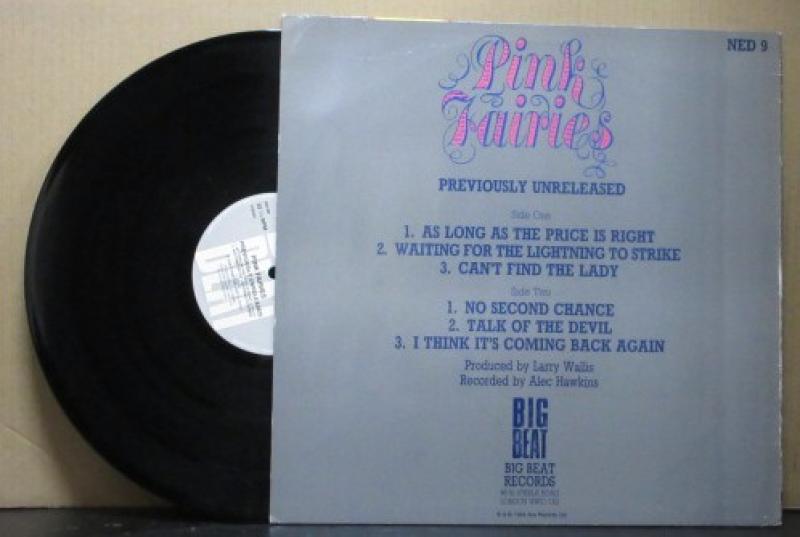 NED 9
Pink
Fairies
PREVIOUSLY UNRELEASED
Side One
1. AS LONG AS THE PRICE IS RIGHT
2. WAITING FOR THE LIGHTNING TO STRIKE
3. CAN'T FIND THE LADY
Side Two
1. NO SECOND CHANCE
2. TALK OF THE DEVIL
3. I THINK IT'S COMING BACK AGAIN
Produced by Larry Wallis
Recorded by Alec Hawkins
BIG
BEAT
BIG BEAT
RECORDS
PINK FAIRIES